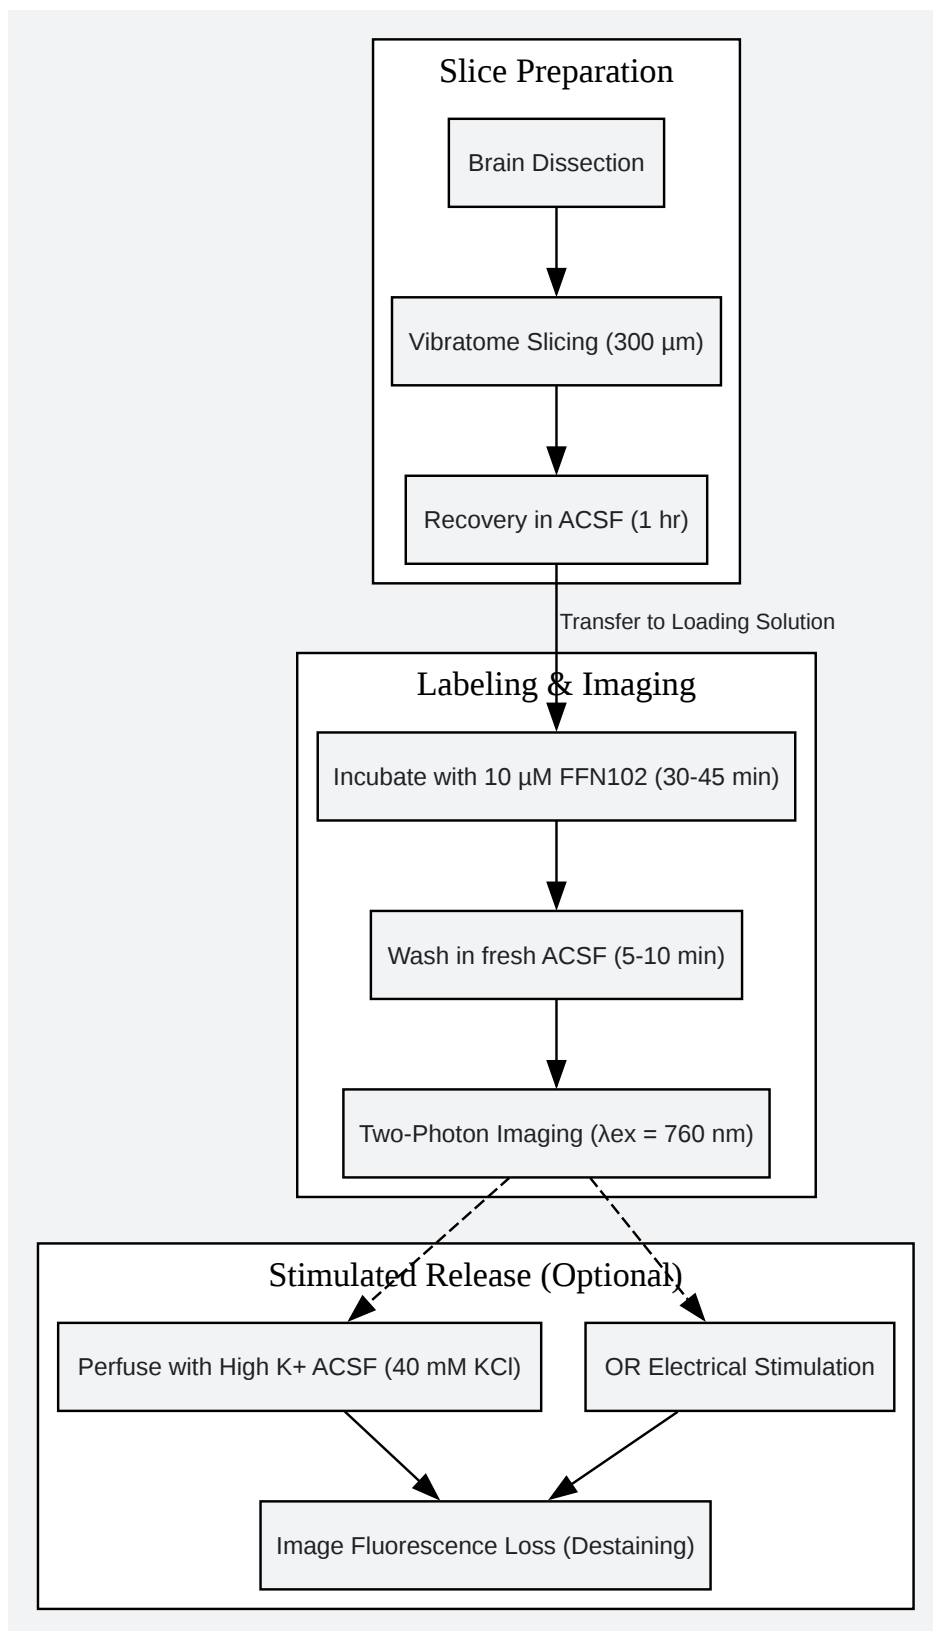 Slice Preparation
Brain Dissection
Vibratome Slicing (300 µm)
Recovery in ACSF (1 hr)
Transfer to Loading Solution
Labeling & Imaging
Incubate with 10 µM FFN102 (30-45 min)
Wash in fresh ACSF (5-10 min)
Two-Photon Imaging (λex = 760 nm)
Stimulated Release (Optional)
Perfuse with High K+ ACSF (40 mM KCl)
OR Electrical Stimulation
Image Fluorescence Loss (Destaining)